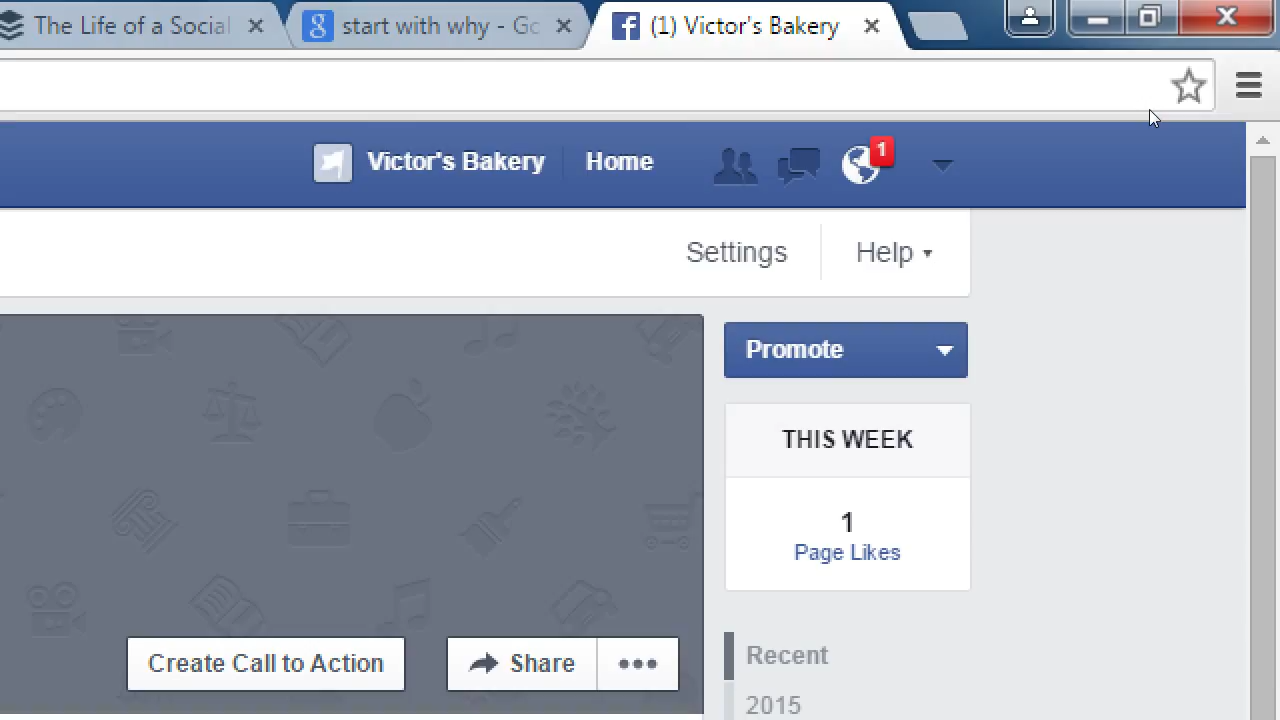 The Life of a Social
start with why - Go
(1) Victor's Bakery
Victor's Bakery
Home
1
Settings
Help
Promote
THIS WEEK
1
Page Likes
Recent
2015
Create Call to Action
Share